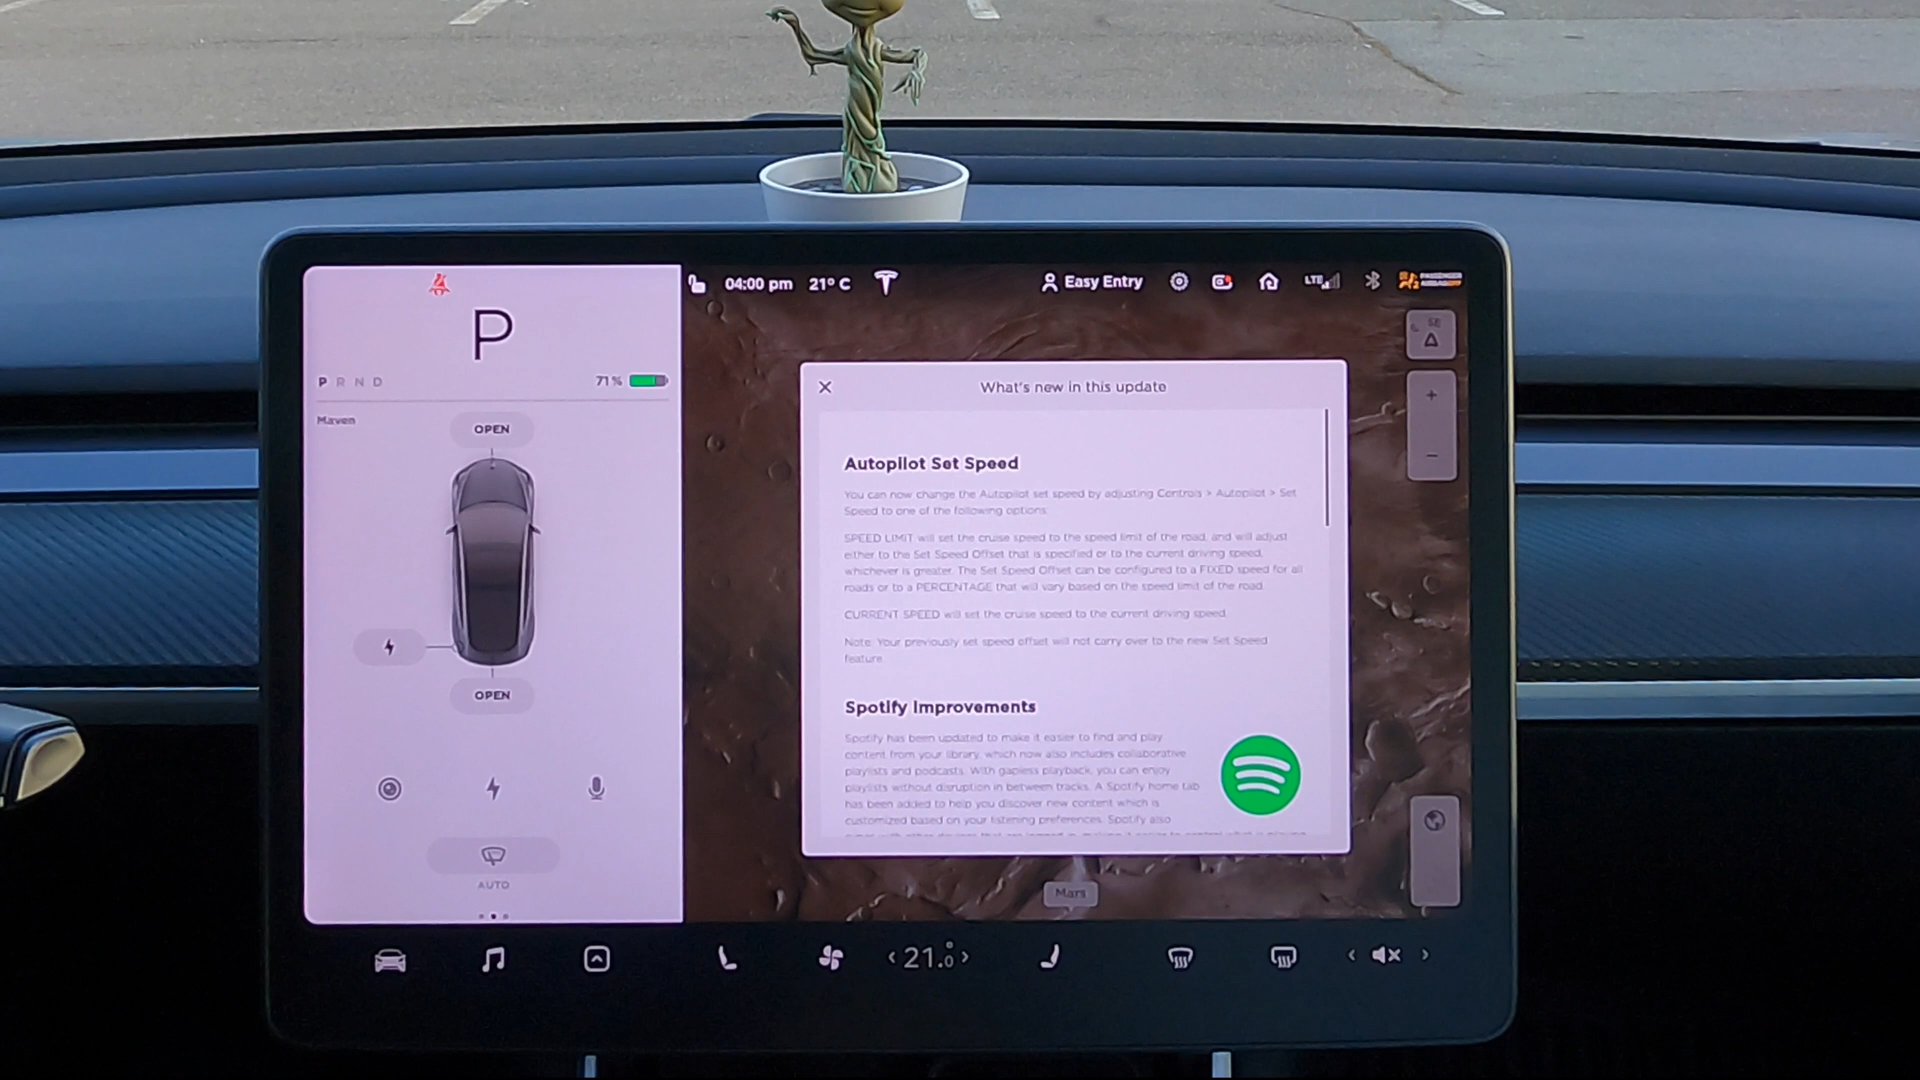 04:00 pm 21° C Easy Entry LTE
PASSENGER
AIRBAG OFF
P
P R N D 71 %
Maven
OPEN
OPEN
AUTO
SE
+
−
What's new in this update
Autopilot Set Speed
You can now change the Autopilot set speed by adjusting Controls > Autopilot > Set
Speed to one of the following options:
SPEED LIMIT will set the cruise speed to the speed limit of the road, and will adjust
either to the Set Speed Offset that is specified or to the current driving speed,
whichever is greater. The Set Speed Offset can be configured to a FIXED speed for all
roads or to a PERCENTAGE that will vary based on the speed limit of the road.
CURRENT SPEED will set the cruise speed to the current driving speed.
Note: Your previously set speed offset will not carry over to the new Set Speed
feature.
Spotify Improvements
Spotify has been updated to make it easier to find and play
content from your library, which now also includes collaborative
playlists and podcasts. With gapless playback, you can enjoy
playlists without disruption in between tracks. A Spotify home tab
has been added to help you discover new content which is
customized based on your listening preferences. Spotify also
Mars
< 21.0° >
< >